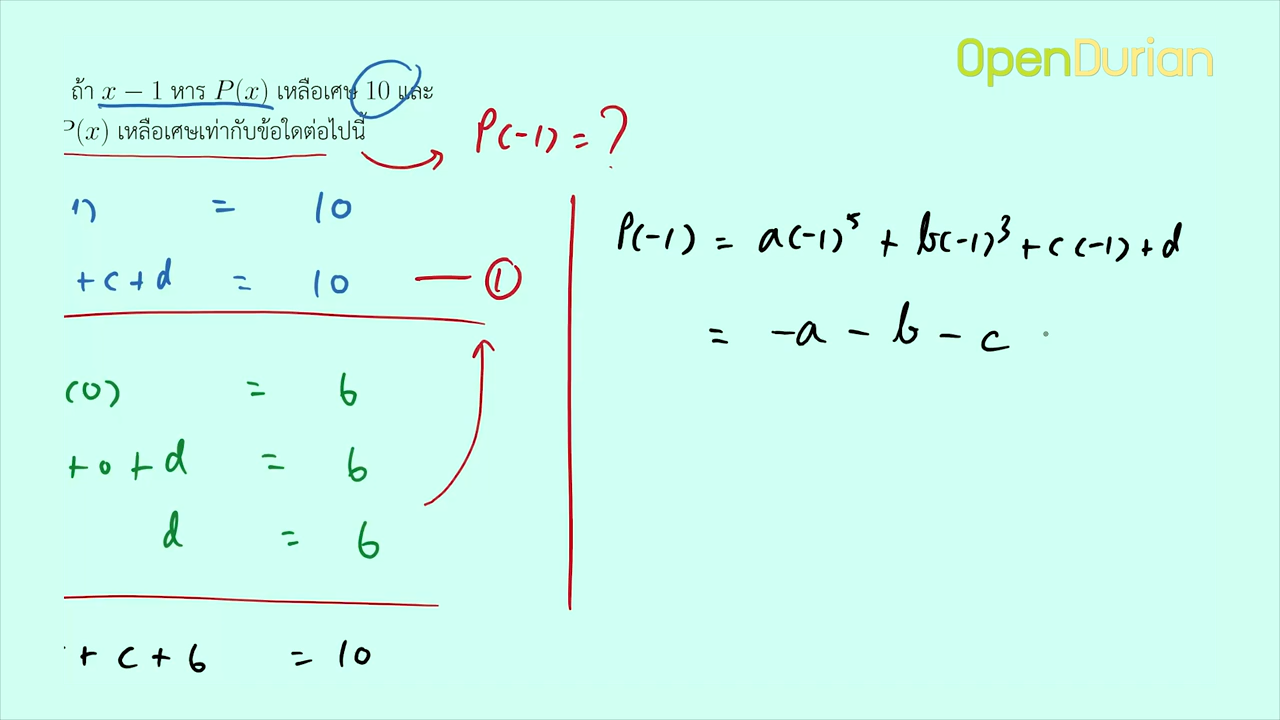 OpenDurian
ถ้า x − 1 หาร P(x) เหลือเศษ 10 และ
P(x) เหลือเศษเท่ากับข้อใดต่อไปนี้
P(-1) = ?
= 10
+ c + d = 10 — ①
(0) = 6
+ 0 + d = 6
d = 6
+ c + 6 = 10
P(-1) = a(-1)⁵ + b(-1)³ + c(-1) + d
= -a - b - c